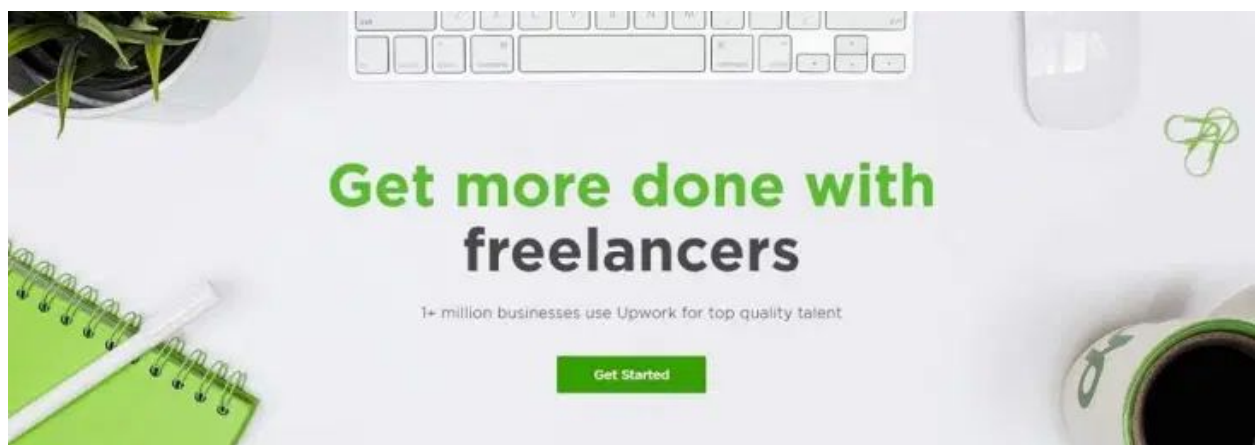 Get more done with
freelancers
1+ million businesses use Upwork for top quality talent
Get Started